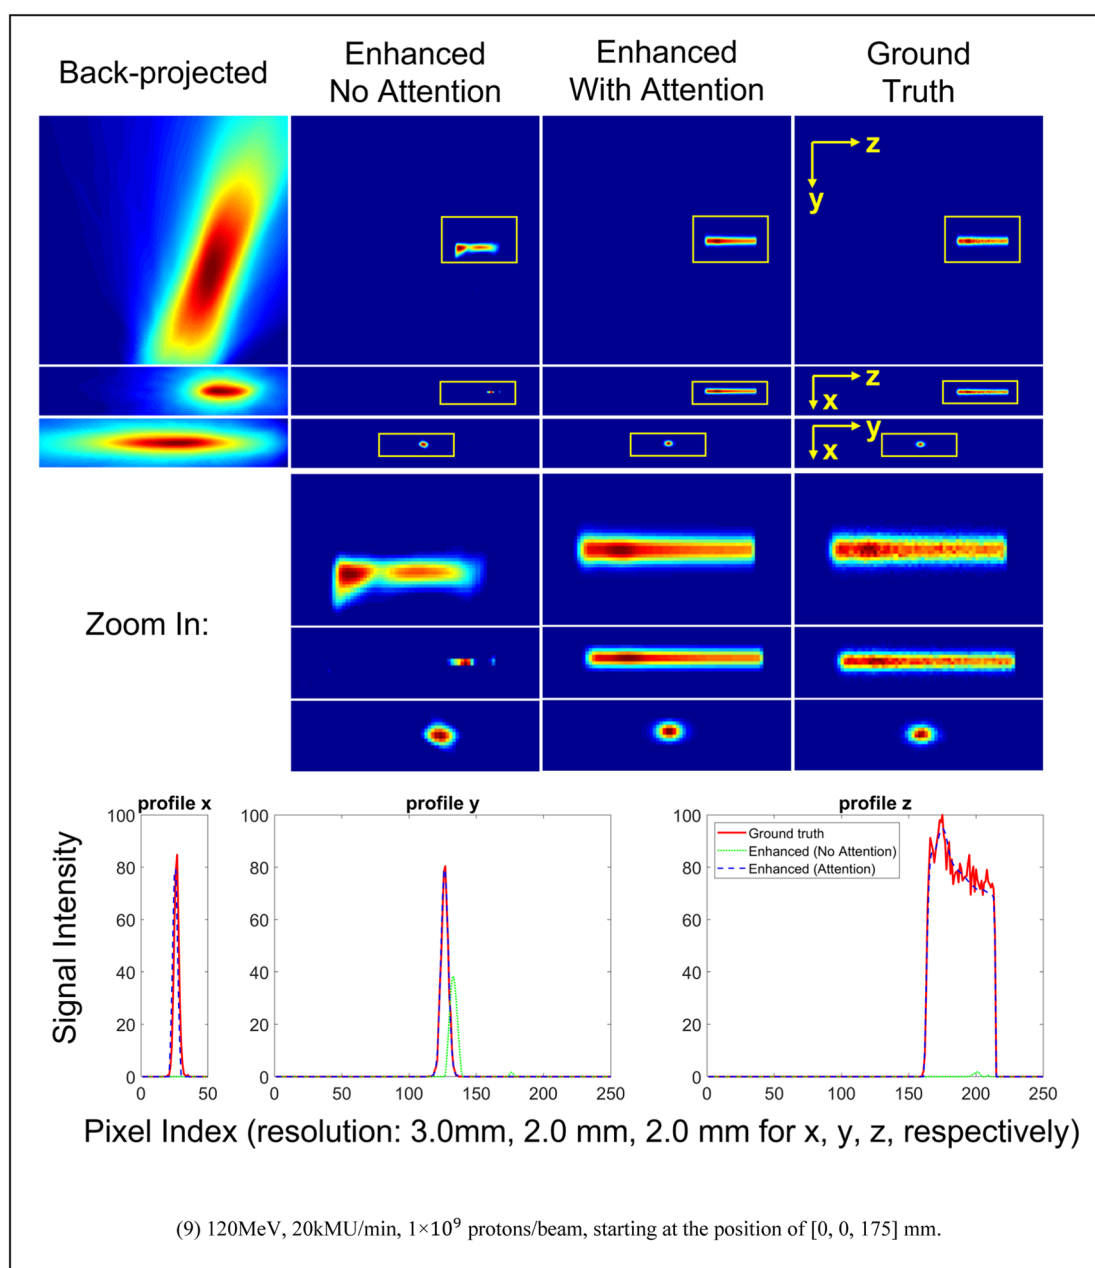 Back-projected
Enhanced
No Attention
Enhanced
With Attention
Ground
Truth
z
y
z
x
y
x
Zoom In:
profile x
profile y
profile z
Signal Intensity
100
80
60
40
20
0
0
50
100
80
60
40
20
0
0
50
100
150
200
250
100
80
60
40
20
0
0
50
100
150
200
250
Ground truth
Enhanced (No Attention)
Enhanced (Attention)
Pixel Index (resolution: 3.0mm, 2.0 mm, 2.0 mm for x, y, z, respectively)
(9) 120MeV, 20kMU/min, 1×10⁹ protons/beam, starting at the position of [0, 0, 175] mm.